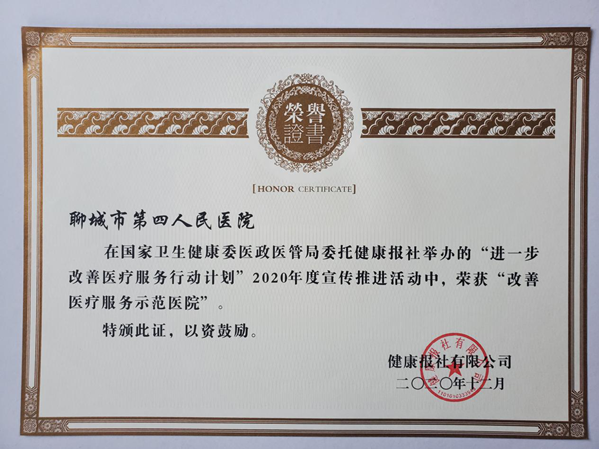 榮譽
證書
[HONOR CERTIFICATE]
聊城市第四人民医院
在国家卫生健康委医政医管局委托健康报社举办的“进一步
改善医疗服务行动计划”2020年度宣传推进活动中，荣获“改善
医疗服务示范医院”。
特颁此证，以资鼓励。
健康报社有限公司
二〇二〇年十二月